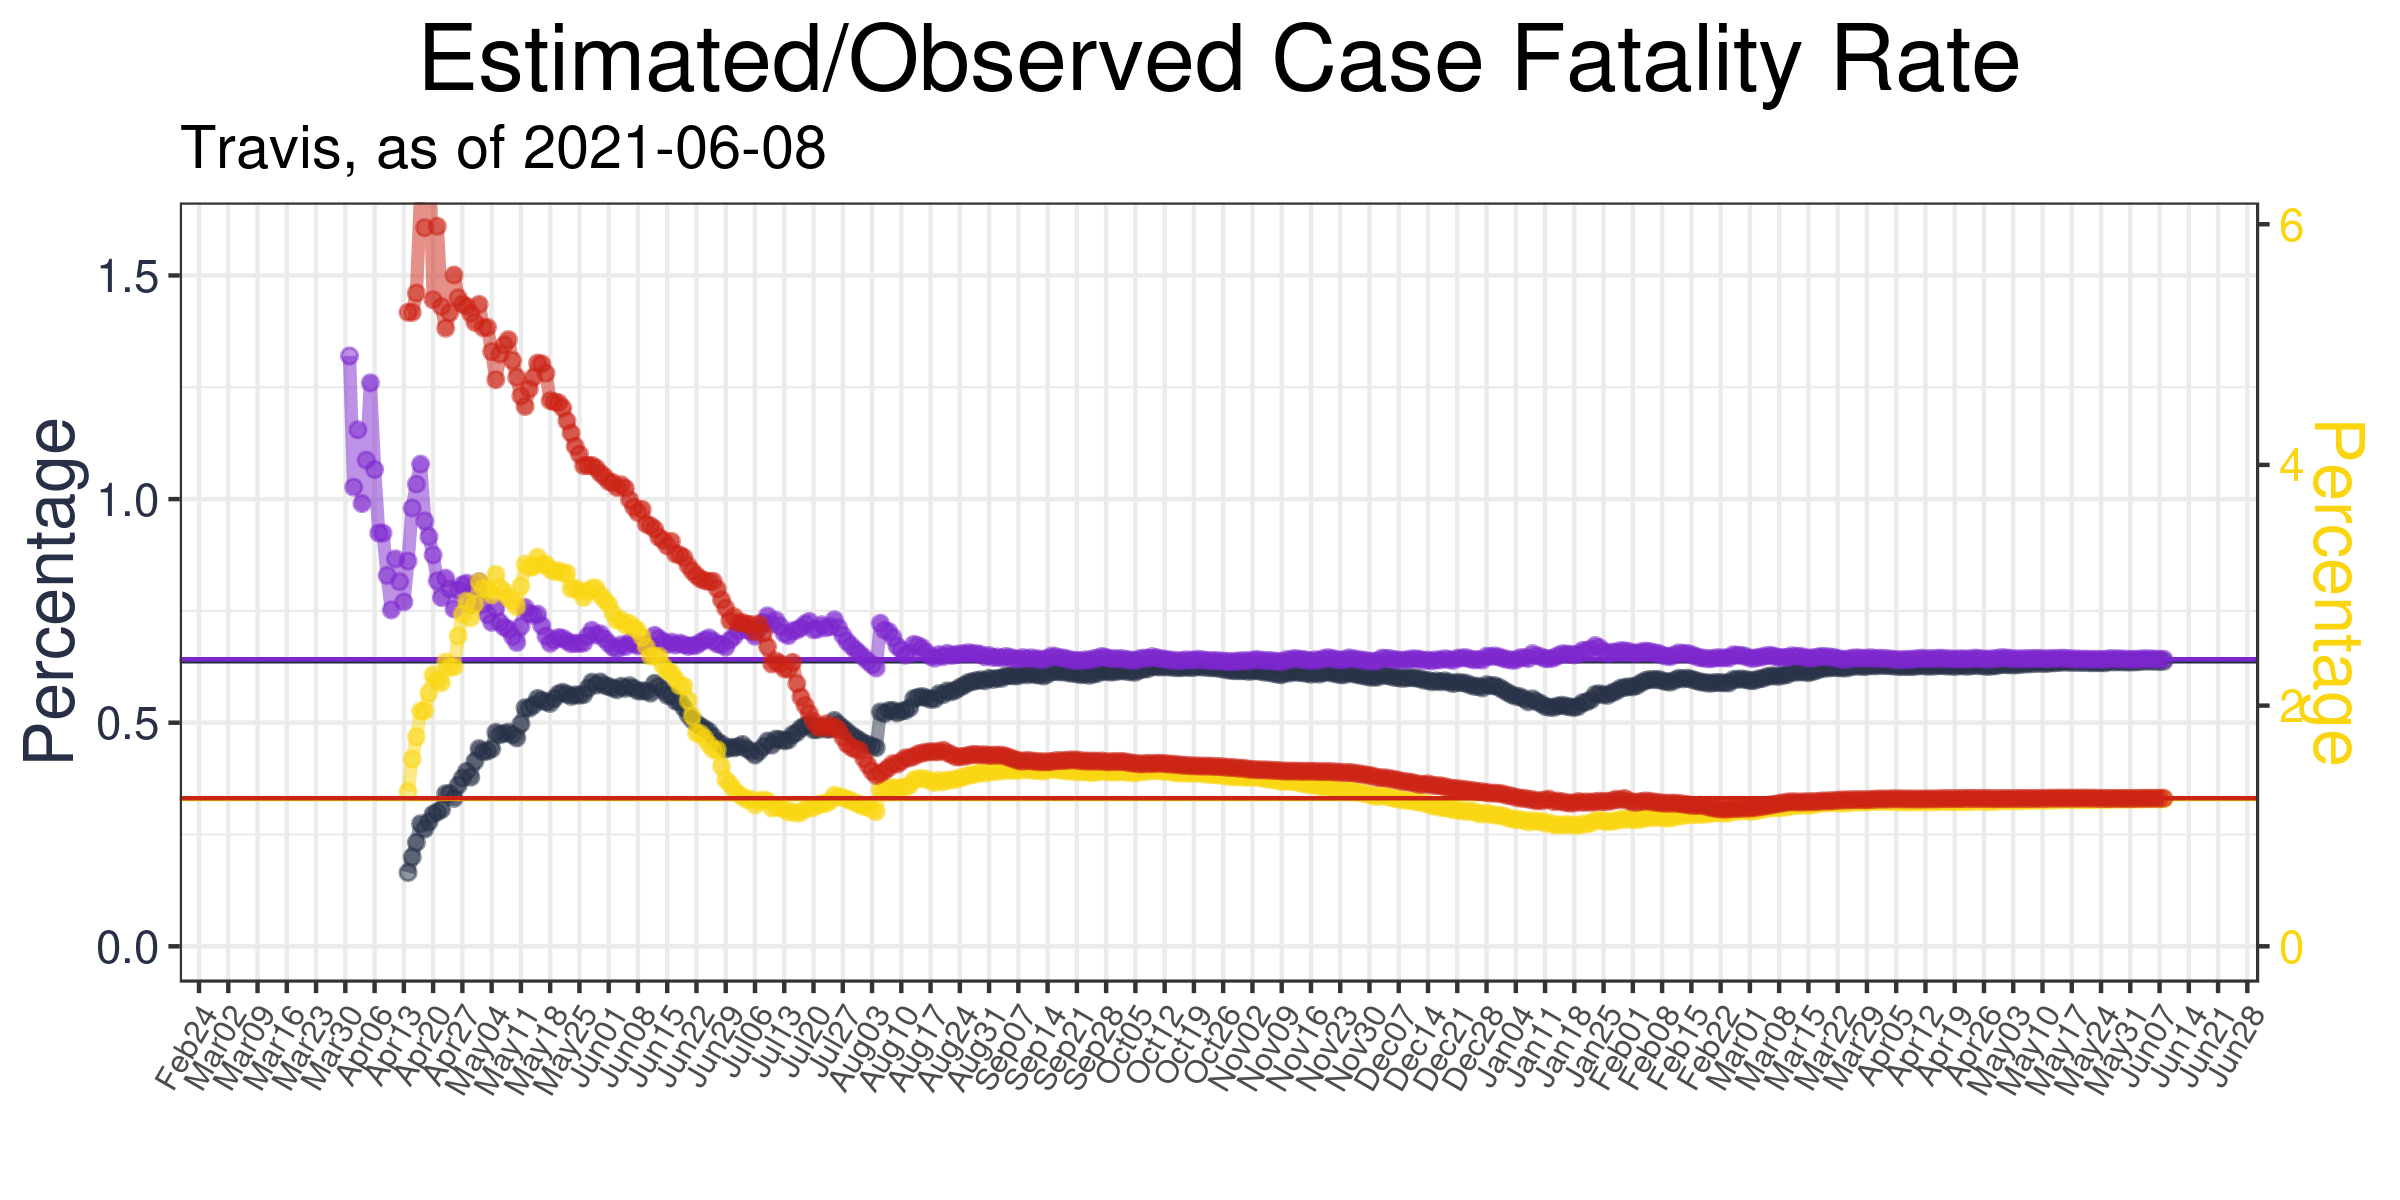 Estimated/Observed Case Fatality Rate
Travis, as of 2021-06-08
Percentage
1.5
1.0
0.5
0.0
6
4
2
0
Percentage
Feb24
Mar02
Mar09
Mar16
Mar23
Mar30
Apr06
Apr13
Apr20
Apr27
May04
May11
May18
May25
Jun01
Jun08
Jun15
Jun22
Jun29
Jul06
Jul13
Jul20
Jul27
Aug03
Aug10
Aug17
Aug24
Aug31
Sep07
Sep14
Sep21
Sep28
Oct05
Oct12
Oct19
Oct26
Nov02
Nov09
Nov16
Nov23
Nov30
Dec07
Dec14
Dec21
Dec28
Jan04
Jan11
Jan18
Jan25
Feb01
Feb08
Feb15
Feb22
Mar01
Mar08
Mar15
Mar22
Mar29
Apr05
Apr12
Apr19
Apr26
May03
May10
May17
May24
May31
Jun07
Jun14
Jun21
Jun28